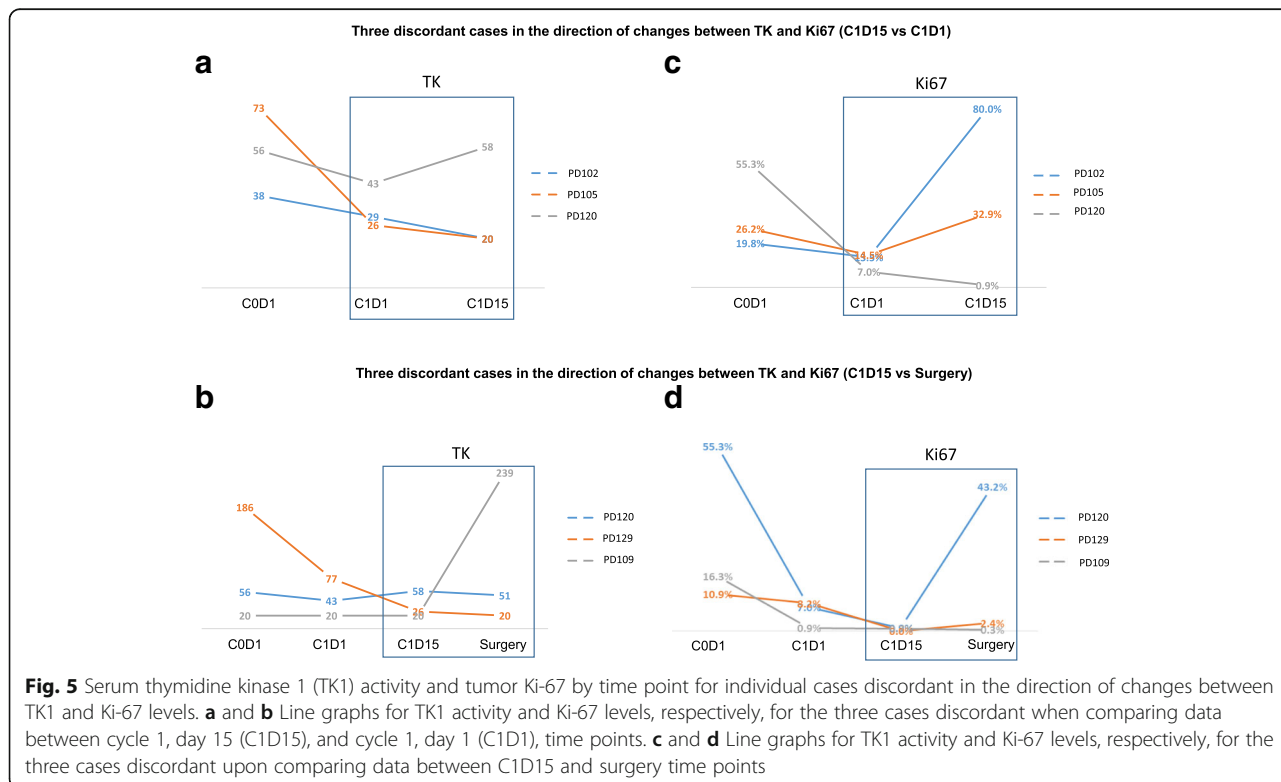 Three discordant cases in the direction of changes between TK and Ki67 (C1D15 vs C1D1)
a
TK
73
56
38
43
29
26
58
20
PD102
PD105
PD120
C0D1
C1D1
C1D15
c
Ki67
55.3%
26.2%
19.8%
14.5%
7.0%
80.0%
32.9%
0.9%
PD102
PD105
PD120
C0D1
C1D1
C1D15
Three discordant cases in the direction of changes between TK and Ki67 (C1D15 vs Surgery)
b
TK
186
56
20
77
43
20
58
26
20
239
51
20
PD120
PD129
PD109
C0D1
C1D1
C1D15
Surgery
d
Ki67
55.3%
16.3%
10.9%
8.2%
7.0%
0.9%
43.2%
2.4%
0.3%
PD120
PD129
PD109
C0D1
C1D1
C1D15
Surgery
Fig. 5 Serum thymidine kinase 1 (TK1) activity and tumor Ki-67 by time point for individual cases discordant in the direction of changes between
TK1 and Ki-67 levels. a and b Line graphs for TK1 activity and Ki-67 levels, respectively, for the three cases discordant when comparing data
between cycle 1, day 15 (C1D15), and cycle 1, day 1 (C1D1), time points. c and d Line graphs for TK1 activity and Ki-67 levels, respectively, for the
three cases discordant upon comparing data between C1D15 and surgery time points